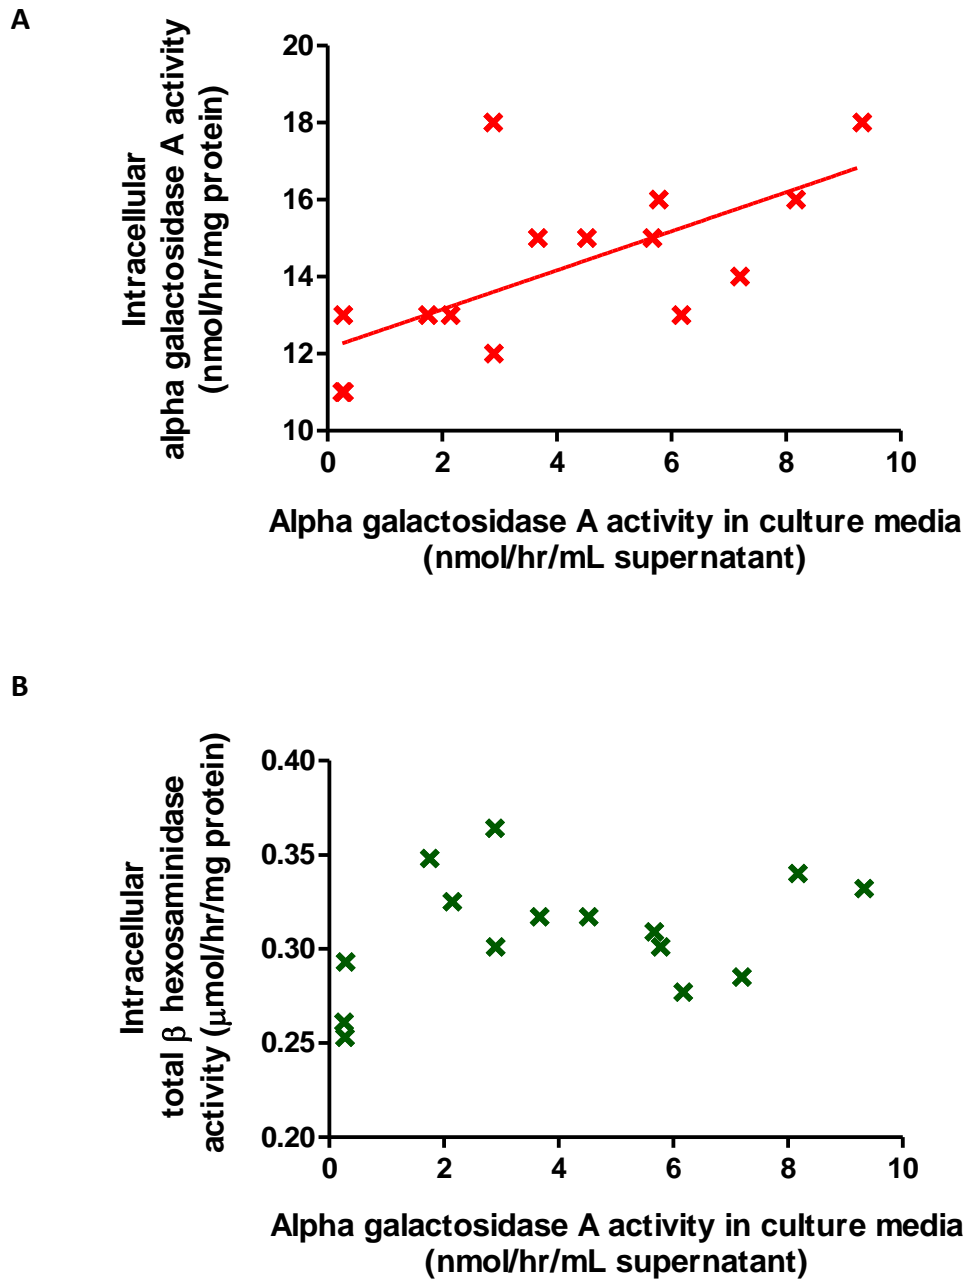 A
Intracellular
alpha galactosidase A activity
(nmol/hr/mg protein)
20
18
16
14
12
10
0 2 4 6 8 10
Alpha galactosidase A activity in culture media
(nmol/hr/mL supernatant)
B
Intracellular
total β hexosaminidase
activity (μmol/hr/mg protein)
0.40
0.35
0.30
0.25
0.20
0 2 4 6 8 10
Alpha galactosidase A activity in culture media
(nmol/hr/mL supernatant)